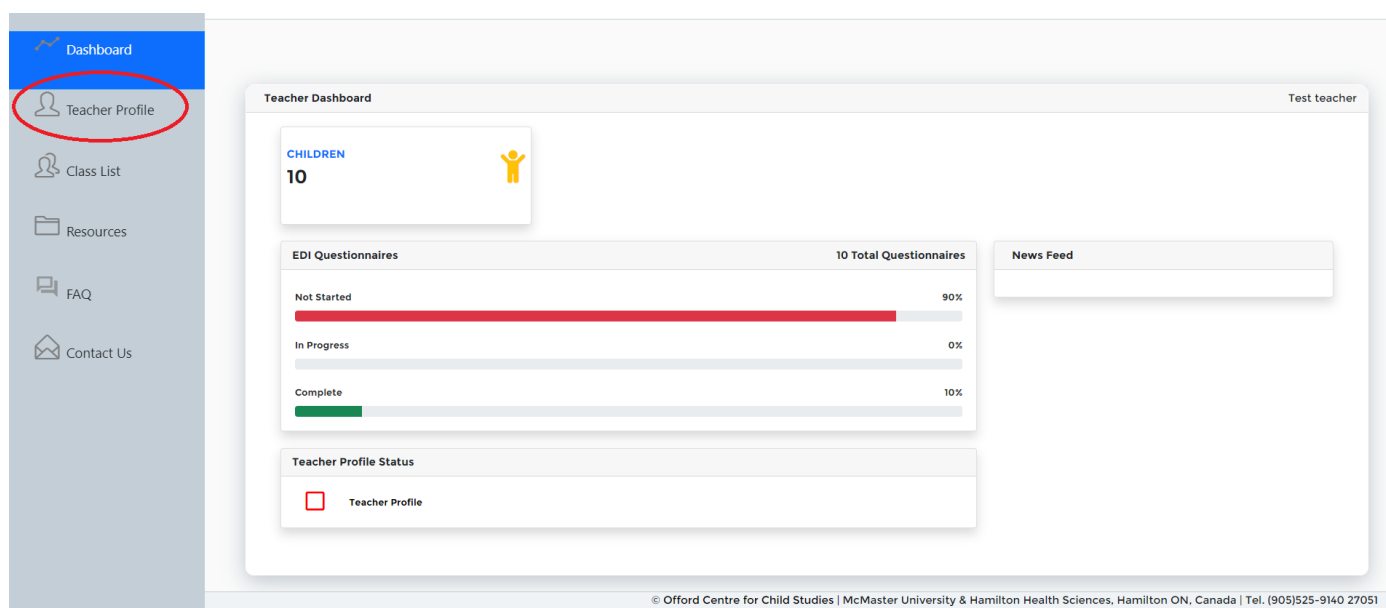 Dashboard
Teacher Profile
Class List
Resources
FAQ
Contact Us
Teacher Dashboard Test teacher
CHILDREN
10
EDI Questionnaires 10 Total Questionnaires
Not Started 90%
In Progress 0%
Complete 10%
News Feed
Teacher Profile Status
Teacher Profile
© Offord Centre for Child Studies | McMaster University & Hamilton Health Sciences, Hamilton ON, Canada | Tel. (905)525-9140 27051